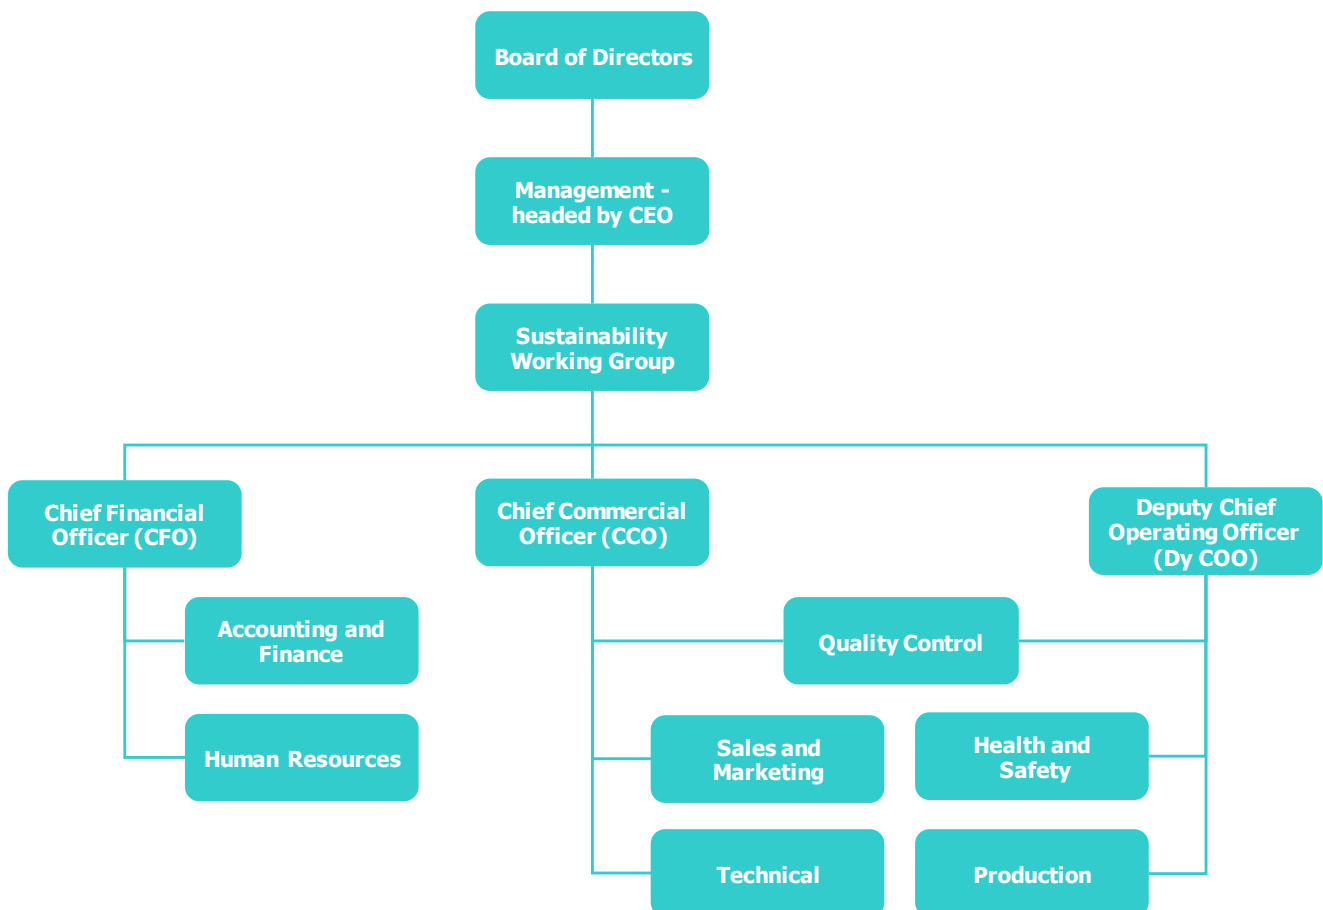 Board of Directors
Management -
headed by CEO
Sustainability
Working Group
Chief Financial
Officer (CFO)
Chief Commercial
Officer (CCO)
Deputy Chief
Operating Officer
(Dy COO)
Accounting and
Finance
Quality Control
Human Resources
Sales and
Marketing
Health and
Safety
Technical
Production